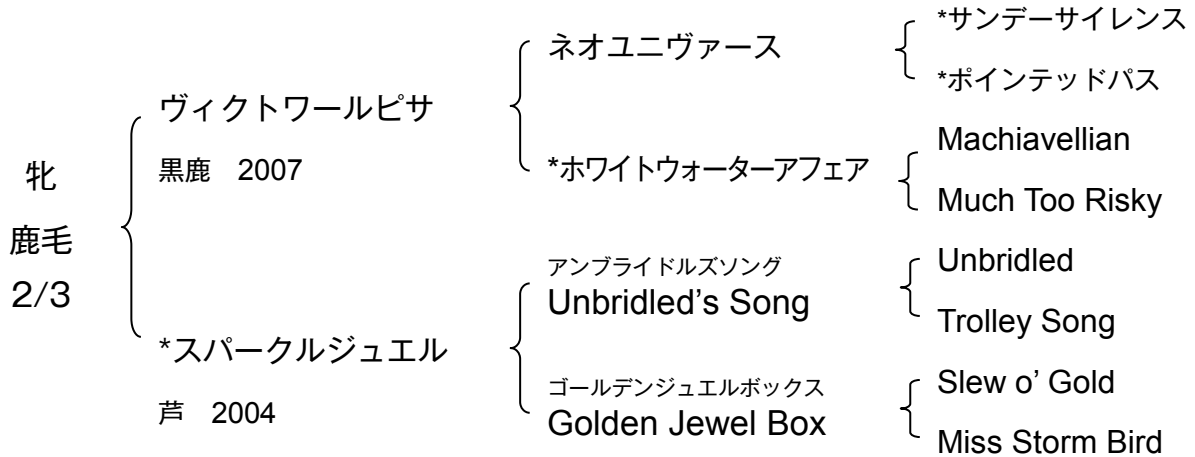 牝
鹿毛
2/3
ヴィクトワールピサ
黒鹿 2007
*スパークルジュエル
芦 2004
ネオユニヴァース
*ホワイトウォーターアフェア
アンブライドルズソング
Unbridled's Song
ゴールデンジュエルボックス
Golden Jewel Box
*サンデーサイレンス
*ポインテッドパス
Machiavellian
Much Too Risky
Unbridled
Trolley Song
Slew o’ Gold
Miss Storm Bird